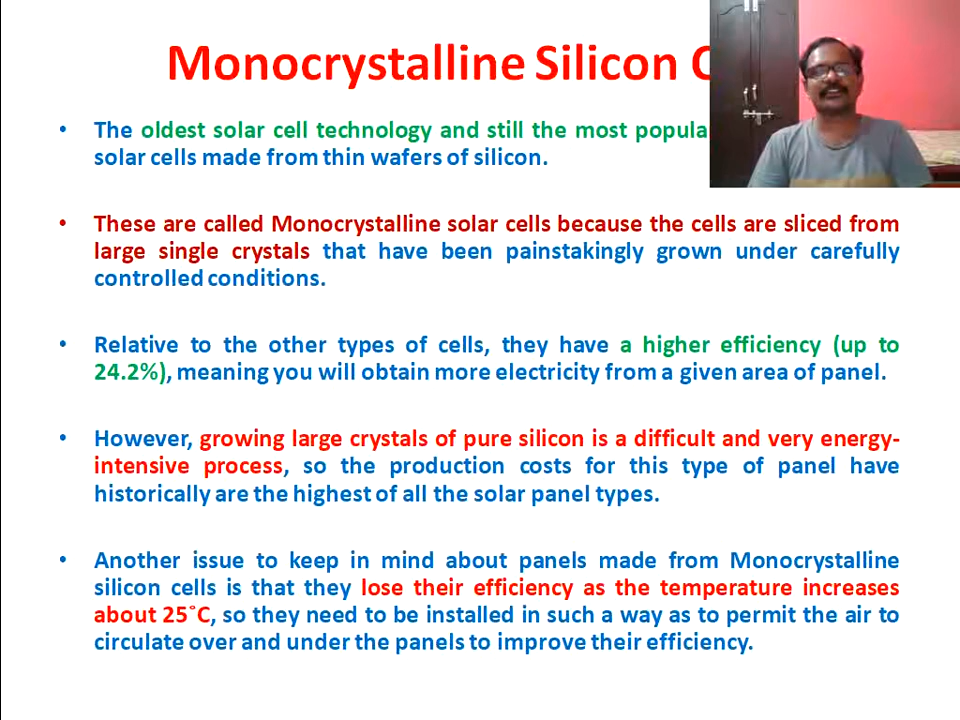 Monocrystalline Silicon
• The oldest solar cell technology and still the most
solar cells made from thin wafers of silicon.
• These are called Monocrystalline solar cells because the cells are sliced from
large single crystals that have been painstakingly grown under carefully
controlled conditions.
• Relative to the other types of cells, they have a higher efficiency (up to
24.2%), meaning you will obtain more electricity from a given area of panel.
• However, growing large crystals of pure silicon is a difficult and very energy-
intensive process, so the production costs for this type of panel have
historically are the highest of all the solar panel types.
• Another issue to keep in mind about panels made from Monocrystalline
silicon cells is that they lose their efficiency as the temperature increases
about 25˚C, so they need to be installed in such a way as to permit the air to
circulate over and under the panels to improve their efficiency.